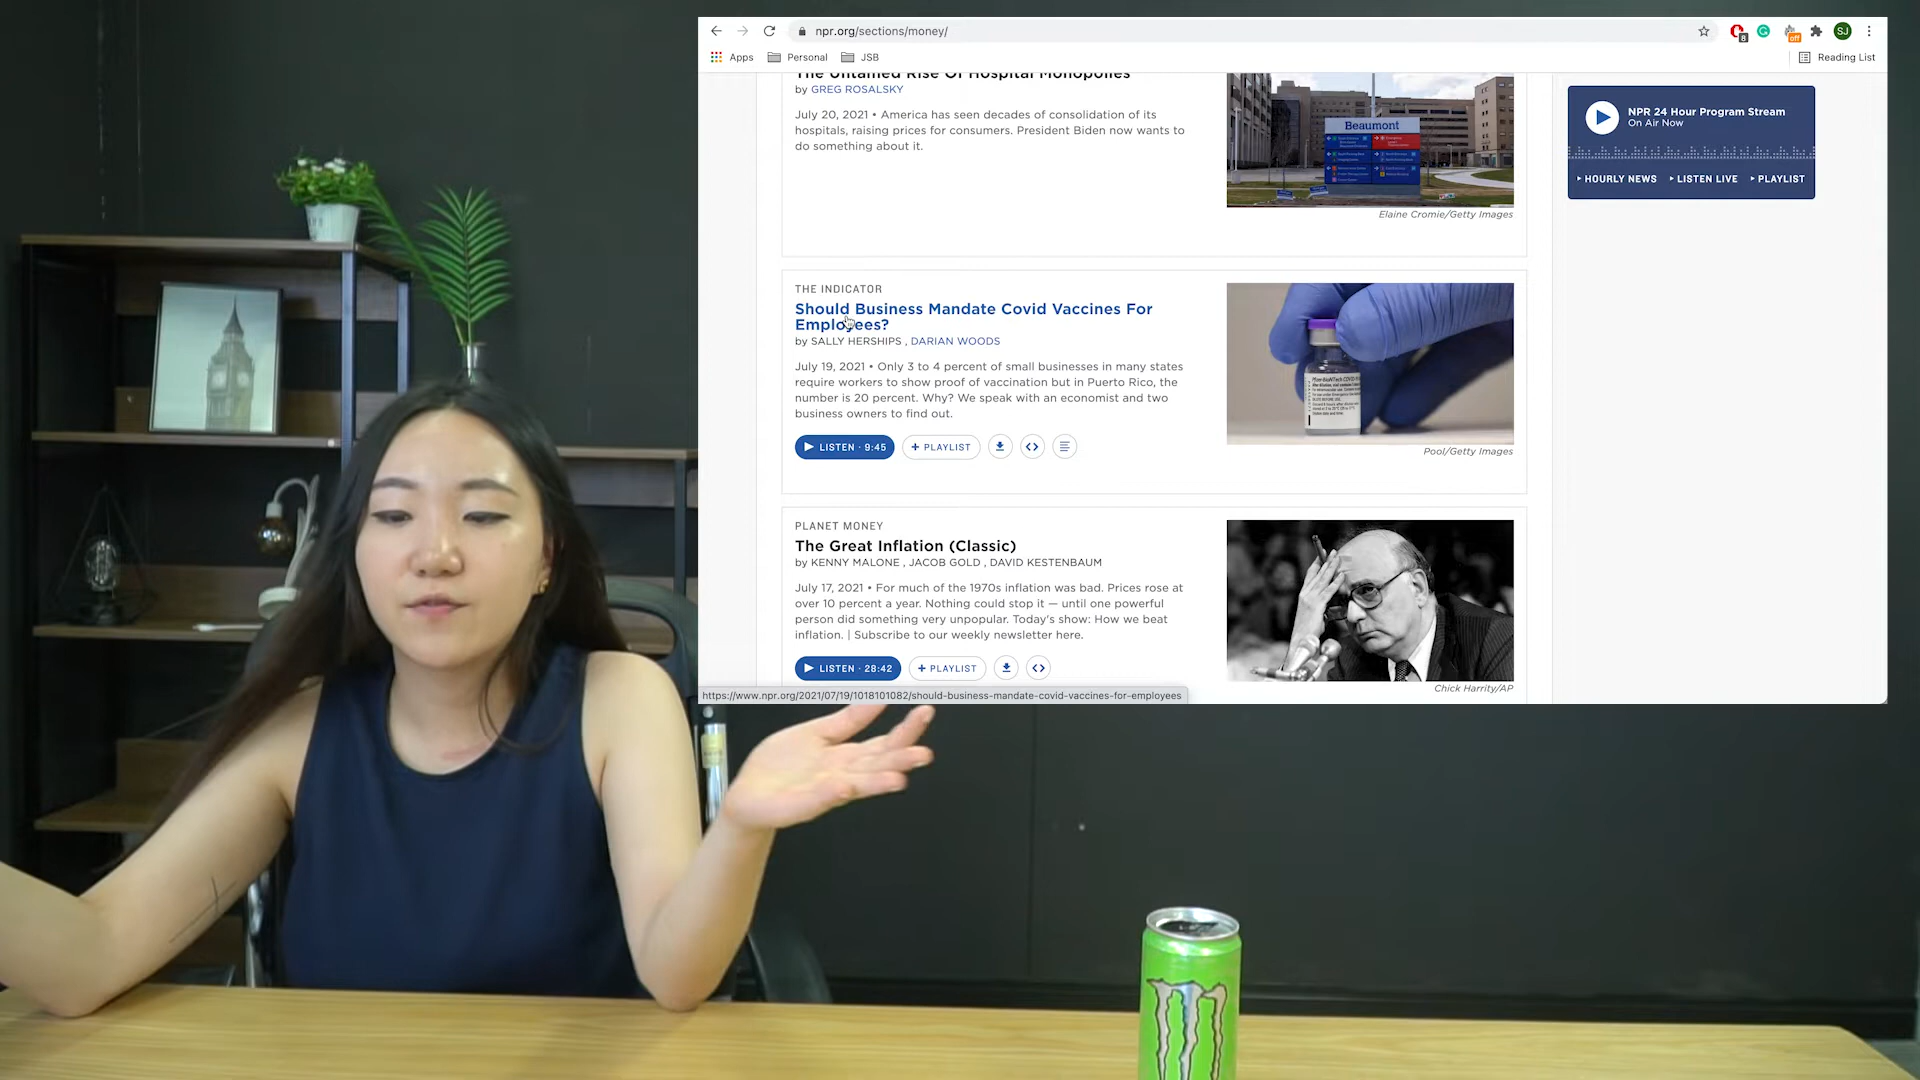 npr.org/sections/money/
SJ
8
off
Apps
Personal
JSB
Reading List
The Untamed Rise Of Hospital Monopolies
by GREG ROSALSKY
July 20, 2021 • America has seen decades of consolidation of its
hospitals, raising prices for consumers. President Biden now wants to
do something about it.
Beaumont
Elaine Cromie/Getty Images
NPR 24 Hour Program Stream
On Air Now
HOURLY NEWS
LISTEN LIVE
PLAYLIST
THE INDICATOR
Should Business Mandate Covid Vaccines For
Employees?
by SALLY HERSHIPS , DARIAN WOODS
July 19, 2021 • Only 3 to 4 percent of small businesses in many states
require workers to show proof of vaccination but in Puerto Rico, the
number is 20 percent. Why? We speak with an economist and two
business owners to find out.
LISTEN · 9:45
+ PLAYLIST
Pool/Getty Images
PLANET MONEY
The Great Inflation (Classic)
by KENNY MALONE , JACOB GOLD , DAVID KESTENBAUM
July 17, 2021 • For much of the 1970s inflation was bad. Prices rose at
over 10 percent a year. Nothing could stop it — until one powerful
person did something very unpopular. Today's show: How we beat
inflation. | Subscribe to our weekly newsletter here.
LISTEN · 28:42
+ PLAYLIST
Chick Harrity/AP
https://www.npr.org/2021/07/19/1018101082/should-business-mandate-covid-vaccines-for-employees